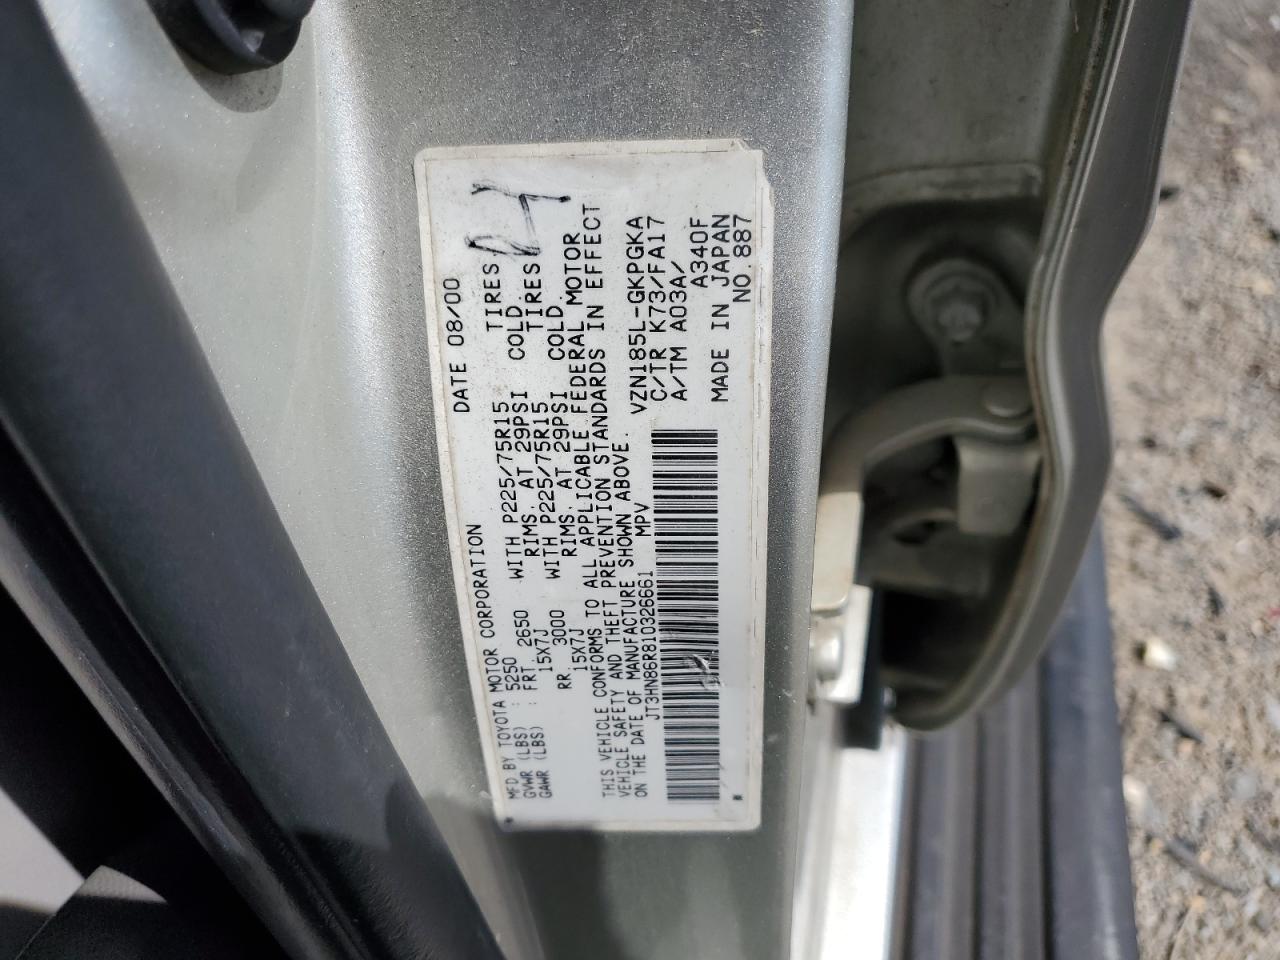 MFD BY TOYOTA MOTOR CORPORATION DATE 08/00
GVWR (LBS) : 5250 WITH P225/75R15 TIRES
GAWR (LBS) : FRT. 2650 RIMS. AT 29PSI COLD.
15X7J WITH P225/75R15 TIRES
RR 3000 RIMS. AT 29PSI COLD.
15X7J
THIS VEHICLE CONFORMS TO ALL APPLICABLE FEDERAL MOTOR
VEHICLE SAFETY AND THEFT PREVENTION STANDARDS IN EFFECT
ON THE DATE OF MANUFACTURE SHOWN ABOVE.
JT3HN86R810326661 MPV
VZN185L-GKPGKA
C/TR K73/FA17
A/TM A03A/
A340F
MADE IN JAPAN
NO.887